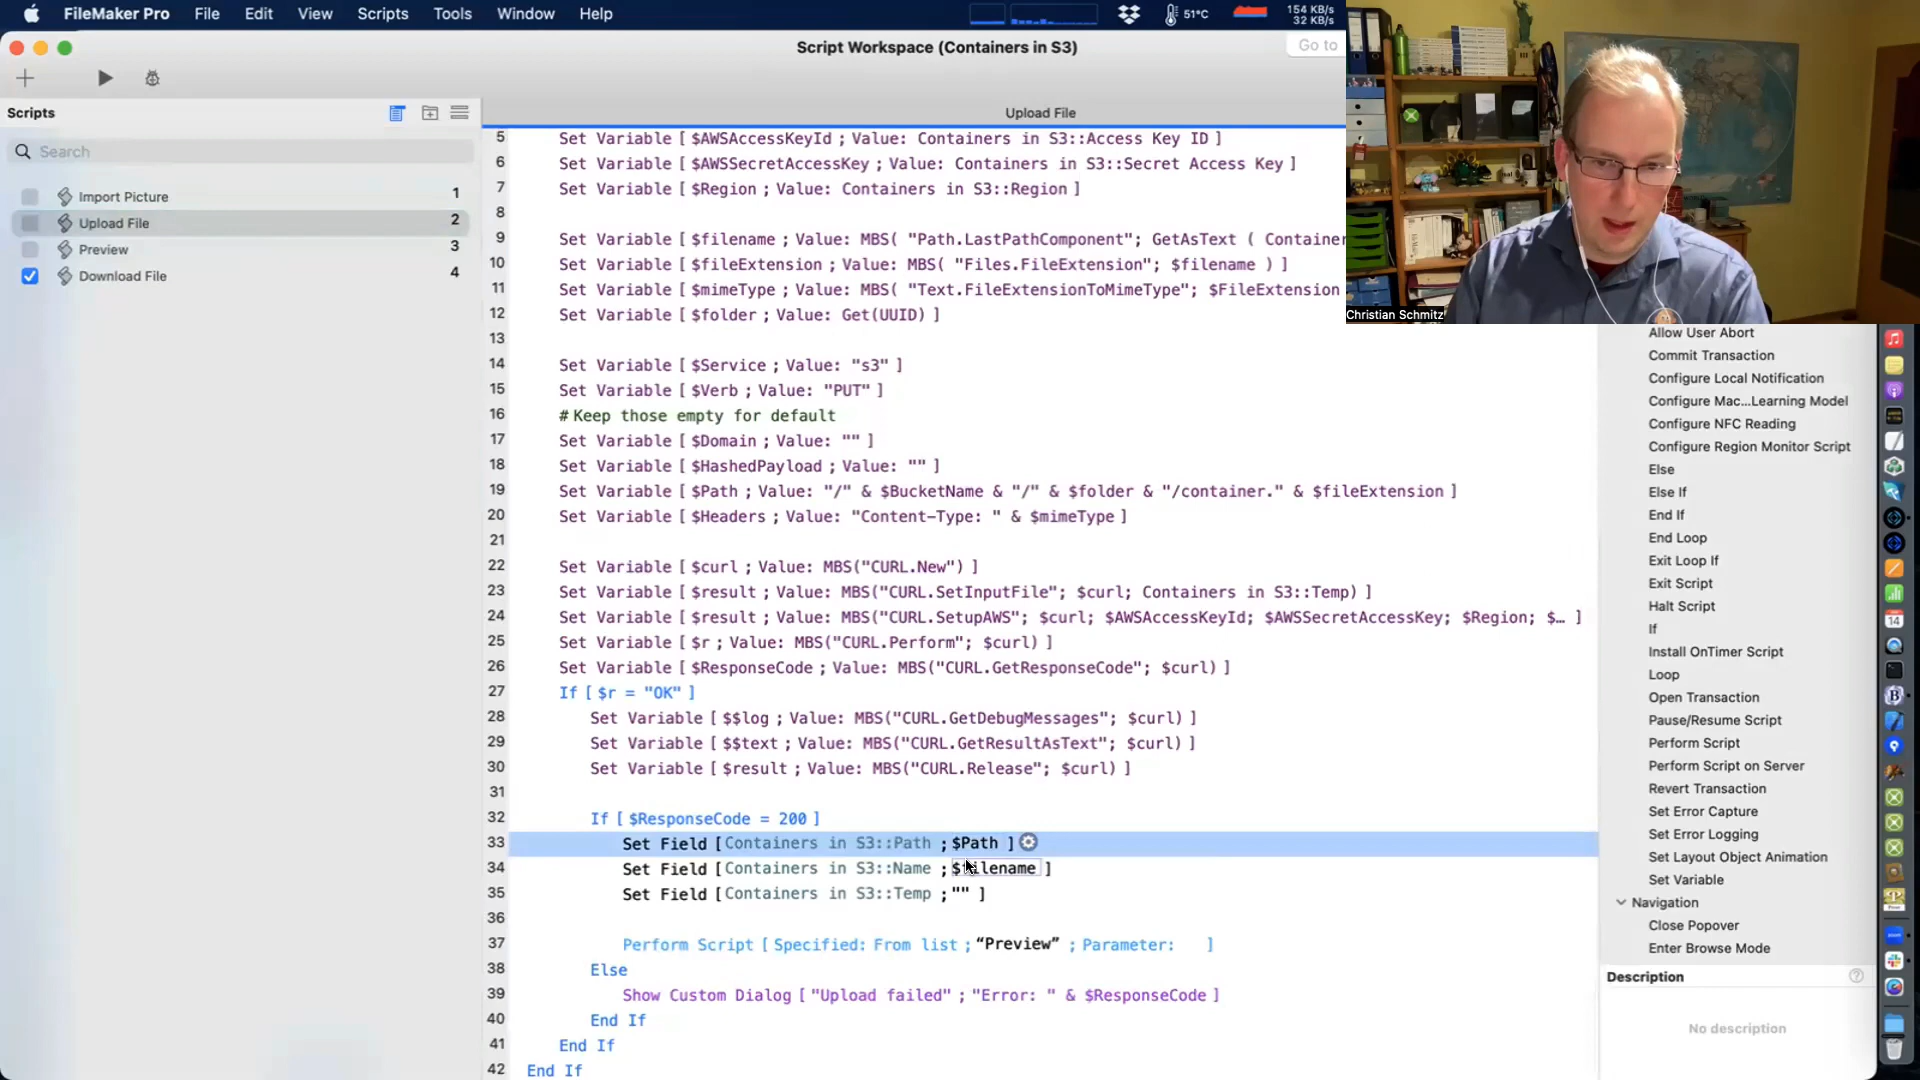 FileMaker Pro File Edit View Scripts Tools Window Help
51°C
154 KB/s
32 KB/s
Script Workspace (Containers in S3)
Go to
Scripts
Upload File
Search
Import Picture 1
Upload File 2
Preview 3
Download File 4
5 Set Variable [ $AWSAccessKeyId ; Value: Containers in S3::Access Key ID ]
6 Set Variable [ $AWSSecretAccessKey ; Value: Containers in S3::Secret Access Key ]
7 Set Variable [ $Region ; Value: Containers in S3::Region ]
8
9 Set Variable [ $filename ; Value: MBS( "Path.LastPathComponent"; GetAsText ( Container
10 Set Variable [ $fileExtension ; Value: MBS( "Files.FileExtension"; $filename ) ]
11 Set Variable [ $mimeType ; Value: MBS( "Text.FileExtensionToMimeType"; $FileExtension
12 Set Variable [ $folder ; Value: Get(UUID) ]
13
14 Set Variable [ $Service ; Value: "s3" ]
15 Set Variable [ $Verb ; Value: "PUT" ]
16 # Keep those empty for default
17 Set Variable [ $Domain ; Value: "" ]
18 Set Variable [ $HashedPayload ; Value: "" ]
19 Set Variable [ $Path ; Value: "/" & $BucketName & "/" & $folder & "/container." & $fileExtension ]
20 Set Variable [ $Headers ; Value: "Content-Type: " & $mimeType ]
21
22 Set Variable [ $curl ; Value: MBS("CURL.New") ]
23 Set Variable [ $result ; Value: MBS("CURL.SetInputFile"; $curl; Containers in S3::Temp) ]
24 Set Variable [ $result ; Value: MBS("CURL.SetupAWS"; $curl; $AWSAccessKeyId; $AWSSecretAccessKey; $Region; $… ]
25 Set Variable [ $r ; Value: MBS("CURL.Perform"; $curl) ]
26 Set Variable [ $ResponseCode ; Value: MBS("CURL.GetResponseCode"; $curl) ]
27 If [ $r = "OK" ]
28 Set Variable [ $$log ; Value: MBS("CURL.GetDebugMessages"; $curl) ]
29 Set Variable [ $$text ; Value: MBS("CURL.GetResultAsText"; $curl) ]
30 Set Variable [ $result ; Value: MBS("CURL.Release"; $curl) ]
31
32 If [ $ResponseCode = 200 ]
33 Set Field [ Containers in S3::Path ; $Path ]
34 Set Field [ Containers in S3::Name ; $filename ]
35 Set Field [ Containers in S3::Temp ; "" ]
36
37 Perform Script [ Specified: From list ; “Preview” ; Parameter: ]
38 Else
39 Show Custom Dialog [ "Upload failed" ; "Error: " & $ResponseCode ]
40 End If
41 End If
42 End If
Christian Schmitz
Allow User Abort
Commit Transaction
Configure Local Notification
Configure Mac...Learning Model
Configure NFC Reading
Configure Region Monitor Script
Else
Else If
End If
End Loop
Exit Loop If
Exit Script
Halt Script
If
Install OnTimer Script
Loop
Open Transaction
Pause/Resume Script
Perform Script
Perform Script on Server
Revert Transaction
Set Error Capture
Set Error Logging
Set Layout Object Animation
Set Variable
Navigation
Close Popover
Enter Browse Mode
Description
No description
14